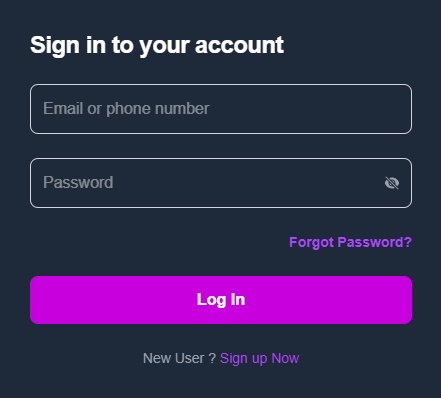 Sign in to your account
Email or phone number
Password
Forgot Password?
Log In
New User ? Sign up Now